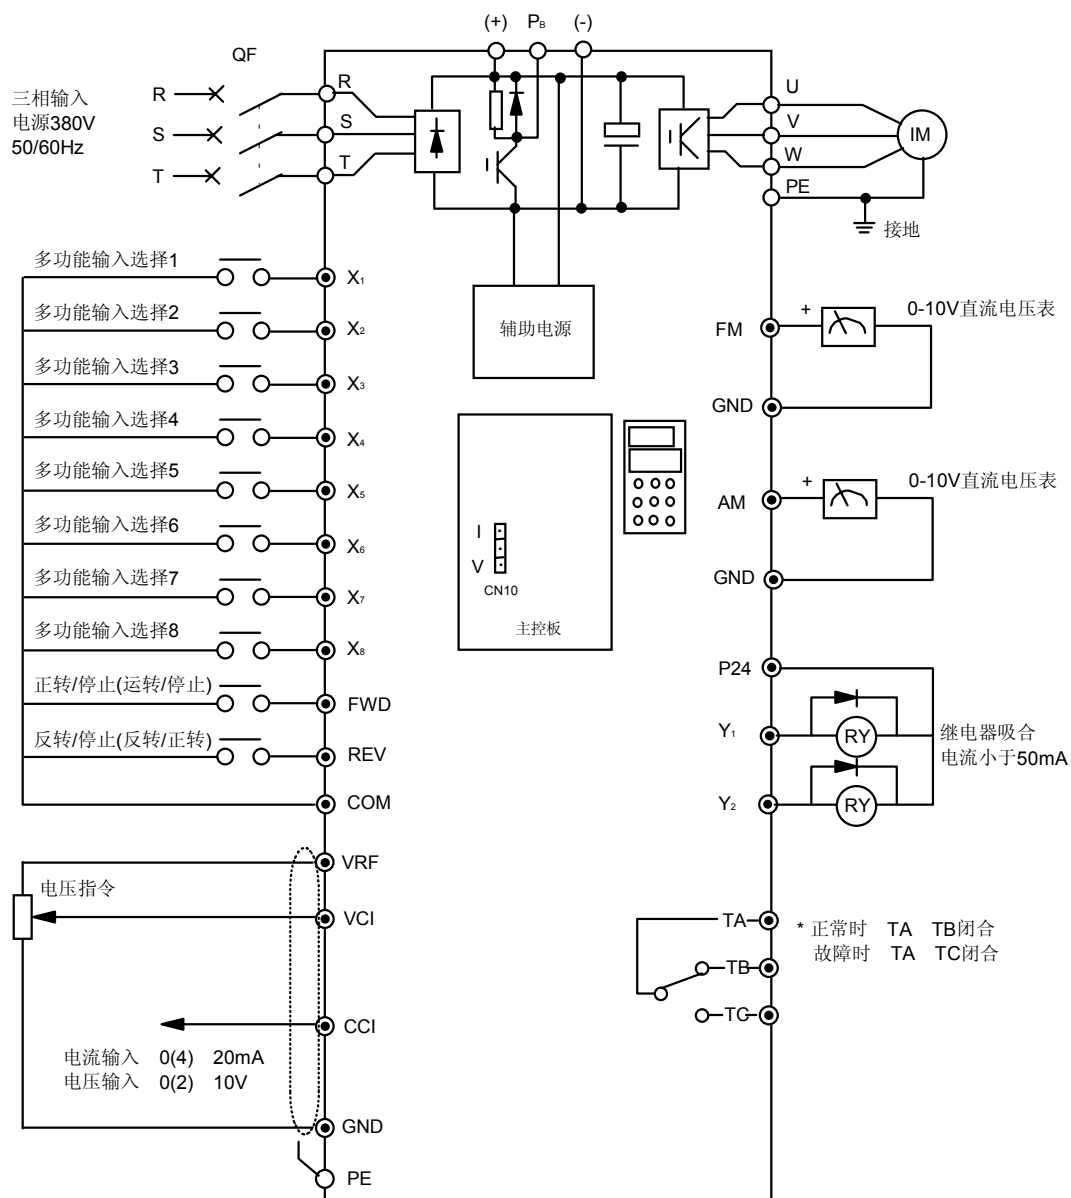 (+) PB (-)
QF
三相输入
电源380V
50/60Hz
R
S
T
R
S
T
U
V
W
PE
IM
接地
多功能输入选择1
X1
多功能输入选择2
X2
多功能输入选择3
X3
多功能输入选择4
X4
多功能输入选择5
X5
多功能输入选择6
X6
多功能输入选择7
X7
多功能输入选择8
X8
正转/停止(运转/停止)
FWD
反转/停止(反转/正转)
REV
COM
辅助电源
I
V
CN10
主控板
FM
+
0-10V直流电压表
GND
AM
+
0-10V直流电压表
GND
P24
Y1
RY
继电器吸合
电流小于50mA
Y2
RY
VRF
电压指令
VCI
CCI
电流输入 0(4) 20mA
电压输入 0(2) 10V
GND
PE
TA
TB
TC
* 正常时 TA TB闭合
故障时 TA TC闭合